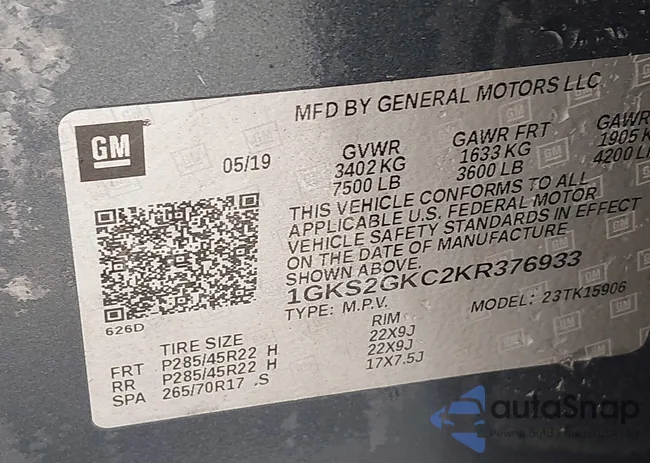 MFD BY GENERAL MOTORS LLC
GM
05/19
GVWR GAWR FRT GAWR
3402 KG 1633 KG 1905 K
7500 LB 3600 LB 4200 L
THIS VEHICLE CONFORMS TO ALL
APPLICABLE U.S. FEDERAL MOTOR
VEHICLE SAFETY STANDARDS IN EFFECT
ON THE DATE OF MANUFACTURE
SHOWN ABOVE.
1GKS2GKC2KR376933
TYPE: M.P.V. MODEL: 23TK15906
626D
TIRE SIZE RIM
FRT P285/45R22 H 22X9J
RR P285/45R22 H 22X9J
SPA 265/70R17 .S 17X7.5J
autoSnap